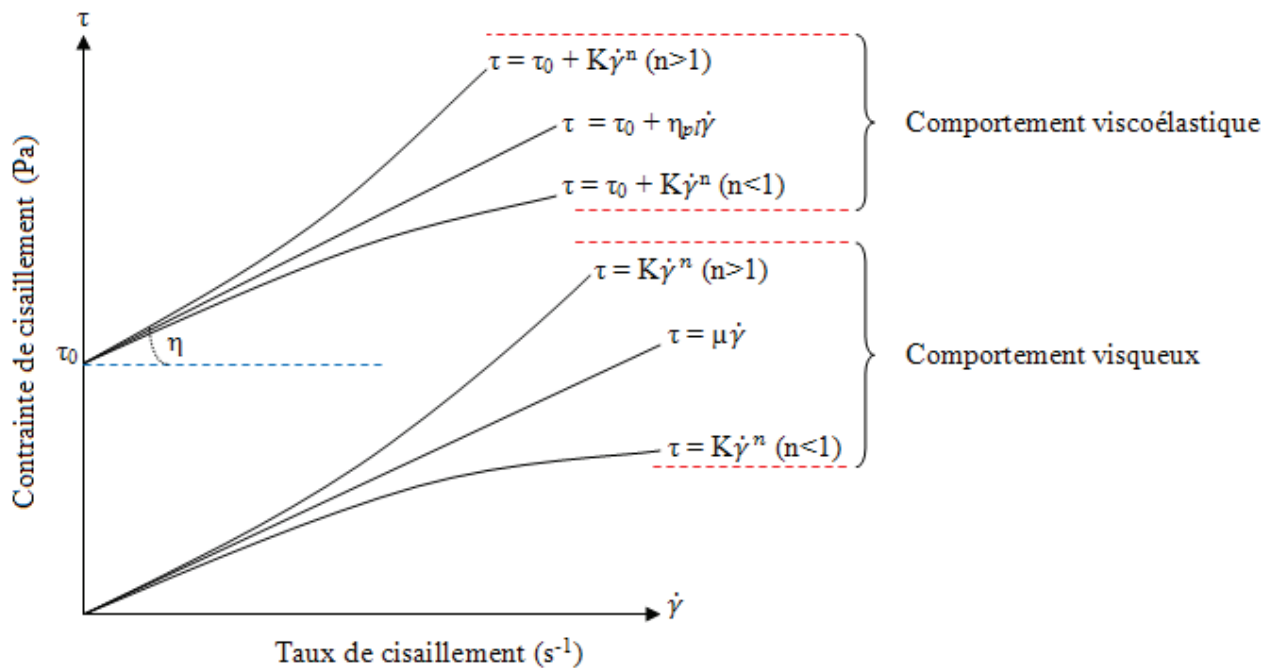 τ
τ = τ₀ + Kγ̇ⁿ (n>1)
τ = τ₀ + ηₚₗγ̇
τ = τ₀ + Kγ̇ⁿ (n<1)
Comportement viscoélastique
τ = Kγ̇ⁿ (n>1)
τ = μγ̇
τ = Kγ̇ⁿ (n<1)
Comportement visqueux
τ₀
η
γ̇
Contrainte de cisaillement (Pa)
Taux de cisaillement (s⁻¹)